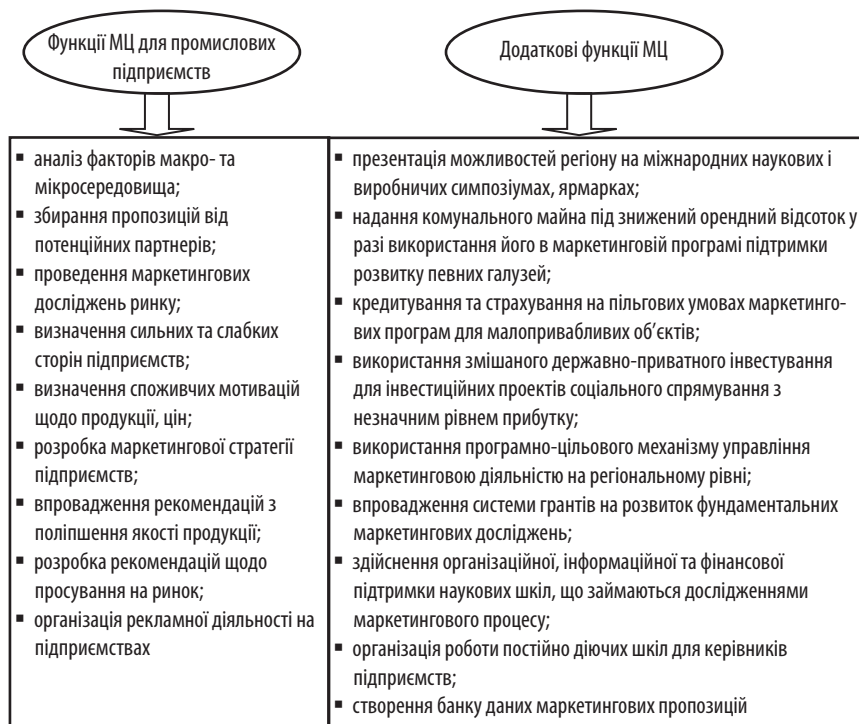 Функції МЦ для промислових
підприємств
Додаткові функції МЦ
▪ аналіз факторів макро- та
мікросередовища;
▪ збирання пропозицій від
потенційних партнерів;
▪ проведення маркетингових
досліджень ринку;
▪ визначення сильних та слабких
сторін підприємств;
▪ визначення споживчих мотивацій
щодо продукції, цін;
▪ розробка маркетингової стратегії
підприємств;
▪ впровадження рекомендацій з
поліпшення якості продукції;
▪ розробка рекомендацій щодо
просування на ринок;
▪ організація рекламної діяльності на
підприємствах
▪ презентація можливостей регіону на міжнародних наукових і
виробничих симпозіумах, ярмарках;
▪ надання комунального майна під знижений орендний відсоток у
разі використання його в маркетинговій програмі підтримки
розвитку певних галузей;
▪ кредитування та страхування на пільгових умовах маркетинго-
вих програм для малопривабливих об’єктів;
▪ використання змішаного державно-приватного інвестування
для інвестиційних проектів соціального спрямування з
незначним рівнем прибутку;
▪ використання програмно-цільового механізму управління
маркетинговою діяльністю на регіональному рівні;
▪ впровадження системи грантів на розвиток фундаментальних
маркетингових досліджень;
▪ здійснення організаційної, інформаційної та фінансової
підтримки наукових шкіл, що займаються дослідженнями
маркетингового процесу;
▪ організація роботи постійно діючих шкіл для керівників
підприємств;
▪ створення банку даних маркетингових пропозицій